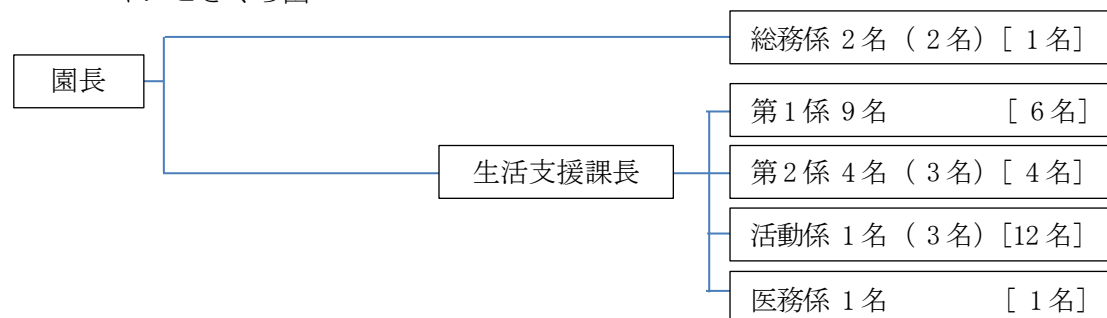 総務係 2名 ( 2名) [ 1名]
園長
第1係 9名 [ 6名]
生活支援課長
第2係 4名 ( 3名) [ 4名]
活動係 1名 ( 3名) [12名]
医務係 1名 [ 1名]